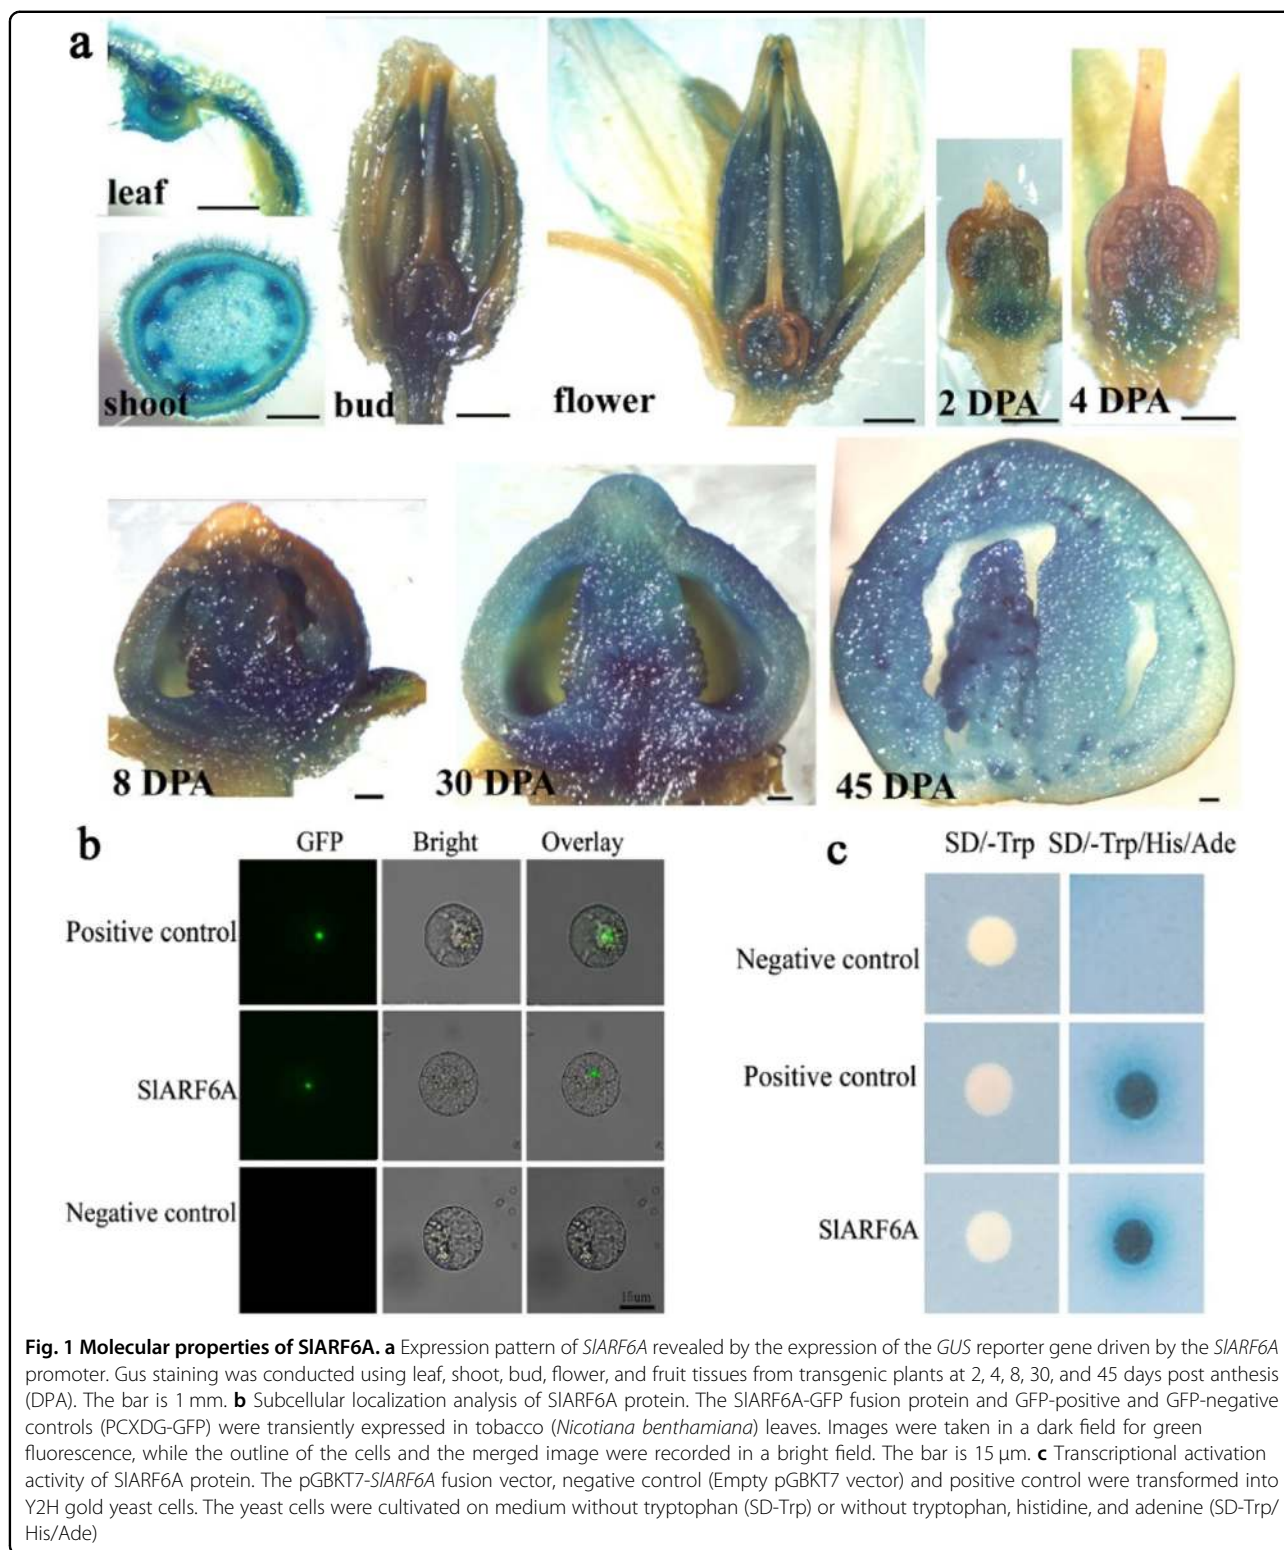 a
leaf
shoot
bud
flower
2 DPA
4 DPA
8 DPA
30 DPA
45 DPA
b
GFP Bright Overlay
Positive control
SlARF6A
Negative control
15um
c
SD/-Trp SD/-Trp/His/Ade
Negative control
Positive control
SlARF6A
Fig. 1 Molecular properties of SlARF6A. a Expression pattern of SlARF6A revealed by the expression of the GUS reporter gene driven by the SlARF6A
promoter. Gus staining was conducted using leaf, shoot, bud, flower, and fruit tissues from transgenic plants at 2, 4, 8, 30, and 45 days post anthesis
(DPA). The bar is 1 mm. b Subcellular localization analysis of SlARF6A protein. The SlARF6A-GFP fusion protein and GFP-positive and GFP-negative
controls (PCXDG-GFP) were transiently expressed in tobacco (Nicotiana benthamiana) leaves. Images were taken in a dark field for green
fluorescence, while the outline of the cells and the merged image were recorded in a bright field. The bar is 15 µm. c Transcriptional activation
activity of SlARF6A protein. The pGBKT7-SlARF6A fusion vector, negative control (Empty pGBKT7 vector) and positive control were transformed into
Y2H gold yeast cells. The yeast cells were cultivated on medium without tryptophan (SD-Trp) or without tryptophan, histidine, and adenine (SD-Trp/
His/Ade)